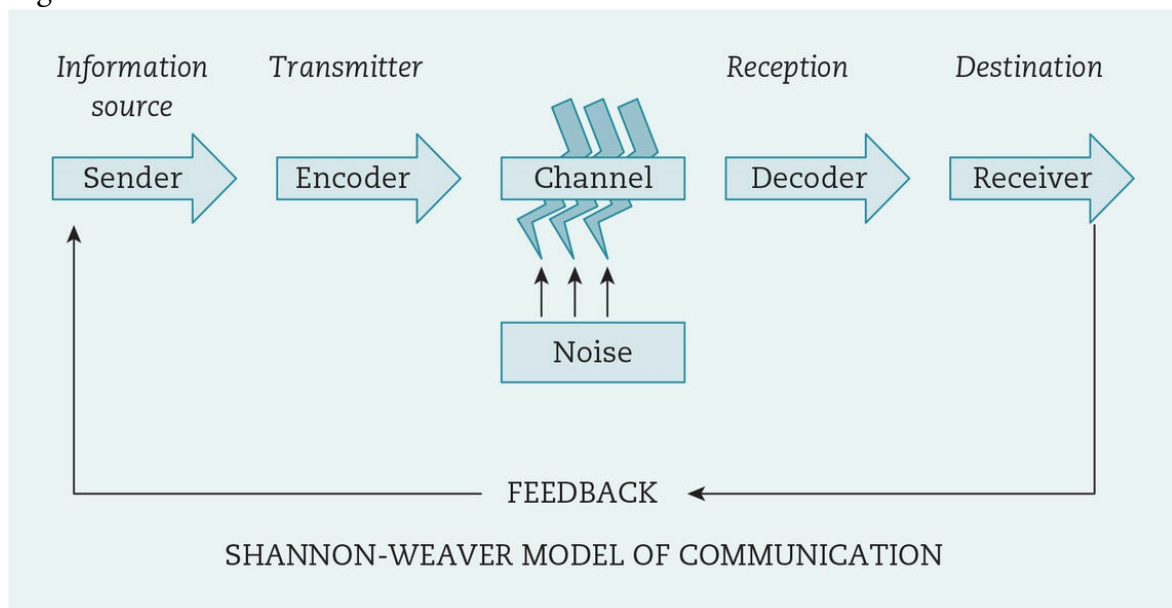 Information
source
Transmitter
Reception
Destination
Sender
Encoder
Channel
Decoder
Receiver
Noise
FEEDBACK
SHANNON-WEAVER MODEL OF COMMUNICATION